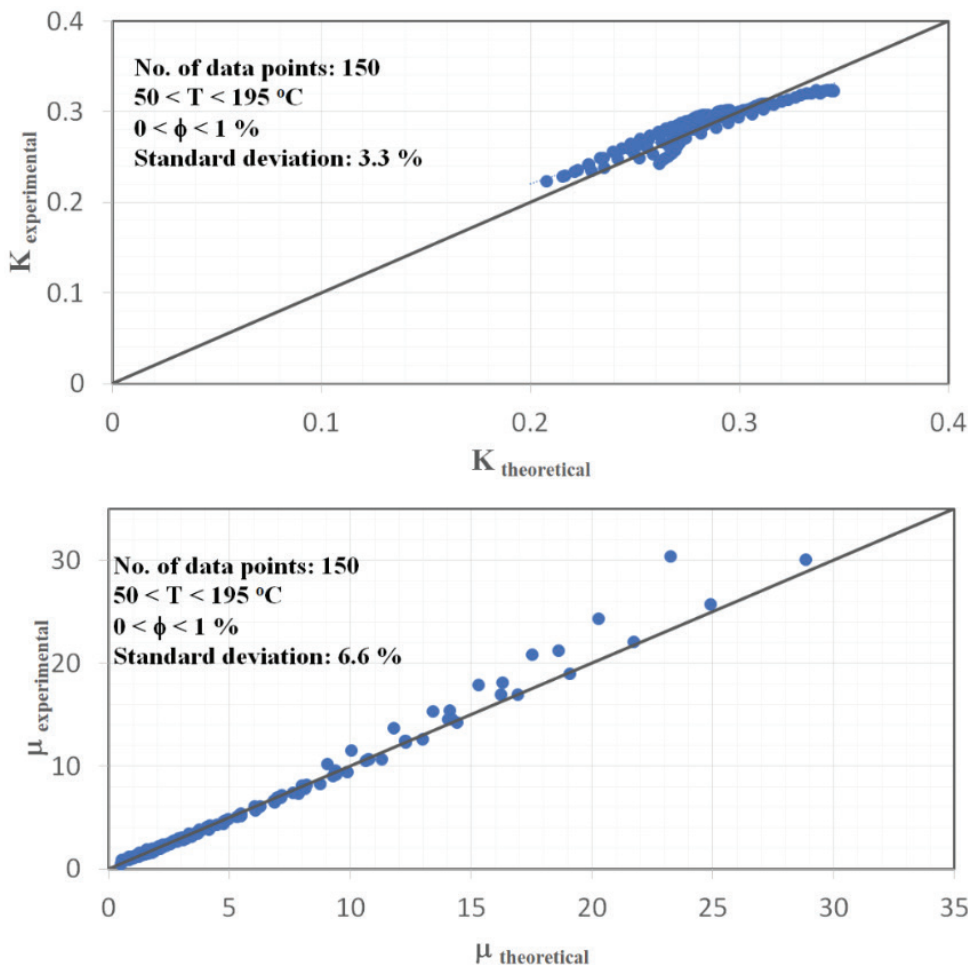 0.4
No. of data points: 150
50 < T < 195 °C
0 < ϕ < 1 %
Standard deviation: 3.3 %
0.3
0.2
0.1
0
K experimental
0 0.1 0.2 0.3 0.4
K theoretical
30
No. of data points: 150
50 < T < 195 °C
0 < ϕ < 1 %
Standard deviation: 6.6 %
20
10
0
μ experimental
0 5 10 15 20 25 30 35
μ theoretical